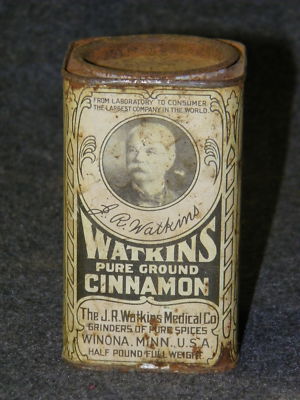 FROM LABORATORY TO CONSUMER
THE LARGEST COMPANY IN THE WORLD.
J. R. Watkins
WATKINS
PURE GROUND
CINNAMON
The J.R. Watkins Medical Co
GRINDERS OF PURE SPICES
WINONA, MINN., U.S.A.
HALF POUND FULL WEIGHT